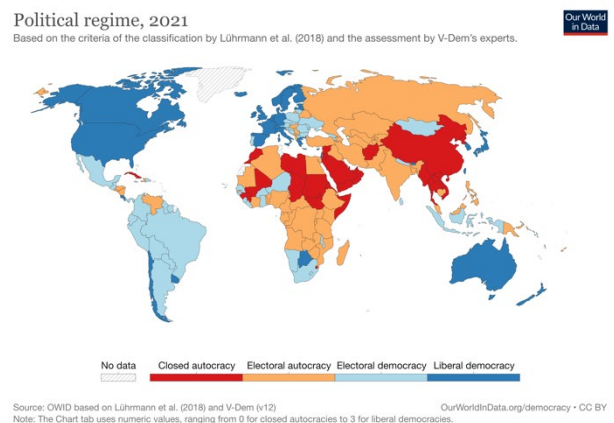 Political regime, 2021
Based on the criteria of the classification by Lührmann et al. (2018) and the assessment by V-Dem's experts.
Our World
in Data
No data
Closed autocracy
Electoral autocracy
Electoral democracy
Liberal democracy
Source: OWID based on Lührmann et al. (2018) and V-Dem (v12)
OurWorldInData.org/democracy • CC BY
Note: The Chart tab uses numeric values, ranging from 0 for closed autocracies to 3 for liberal democracies.